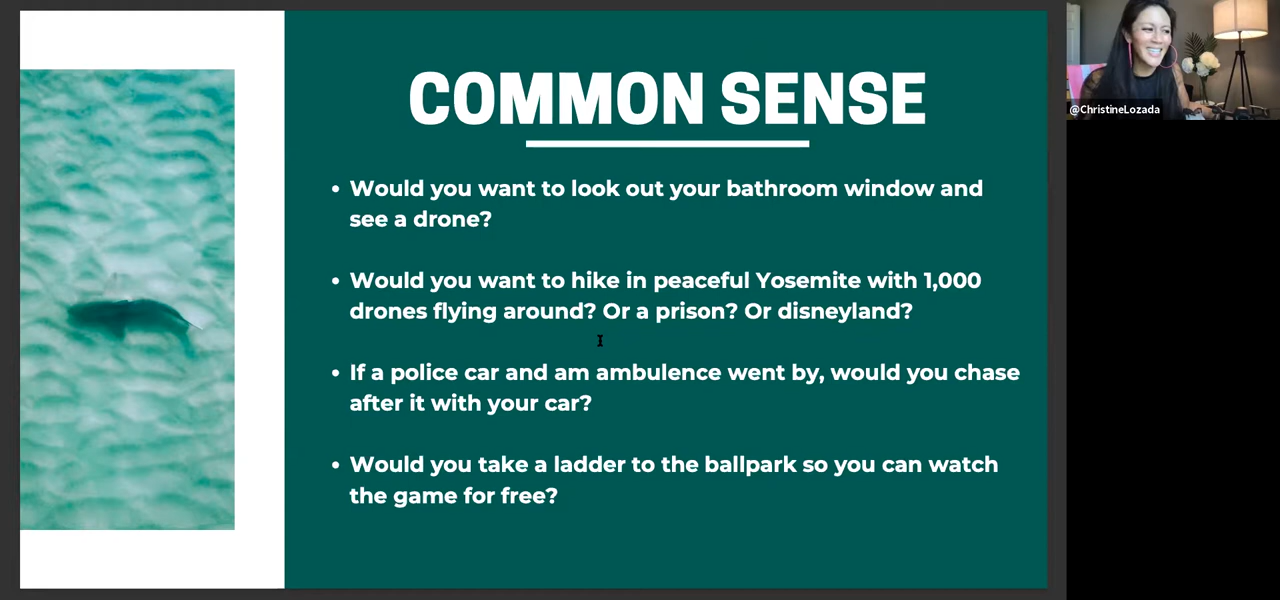 COMMON SENSE
• Would you want to look out your bathroom window and
see a drone?
• Would you want to hike in peaceful Yosemite with 1,000
drones flying around? Or a prison? Or disneyland?
• If a police car and am ambulence went by, would you chase
after it with your car?
• Would you take a ladder to the ballpark so you can watch
the game for free?
@ChristineLozada